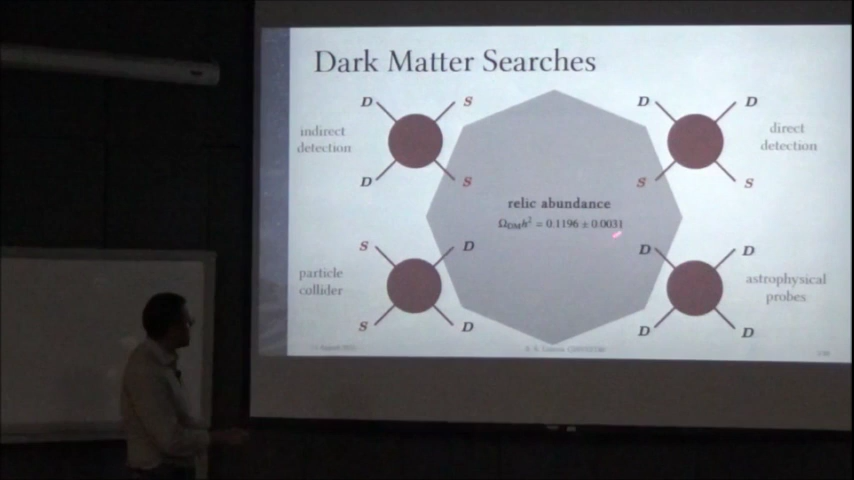 Dark Matter Searches
D S
indirect
detection
D S
D D
direct
detection
S S
relic abundance
Ω_DM h² = 0.1196 ± 0.0031
S D
particle
collider
S D
D D
astrophysical
probes
D D